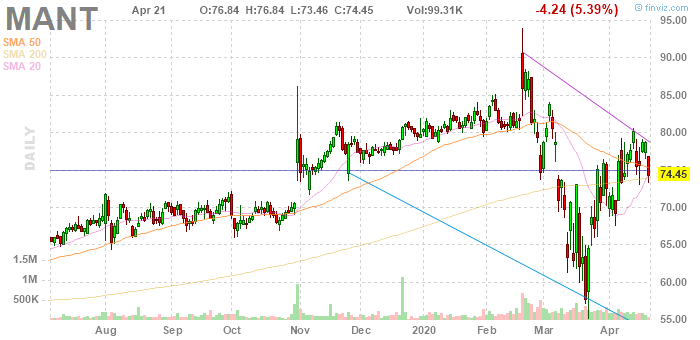 MANT Apr 21 O:76.84 H:76.84 L:73.46 C:74.45 Vol:99.31K -4.24 (5.39%) © finviz.com
SMA 50
SMA 200
SMA 20
DAILY
95.00
90.00
85.00
80.00
75.00
74.45
70.00
65.00
60.00
55.00
1.5M
1M
500K
Aug Sep Oct Nov Dec 2020 Feb Mar Apr